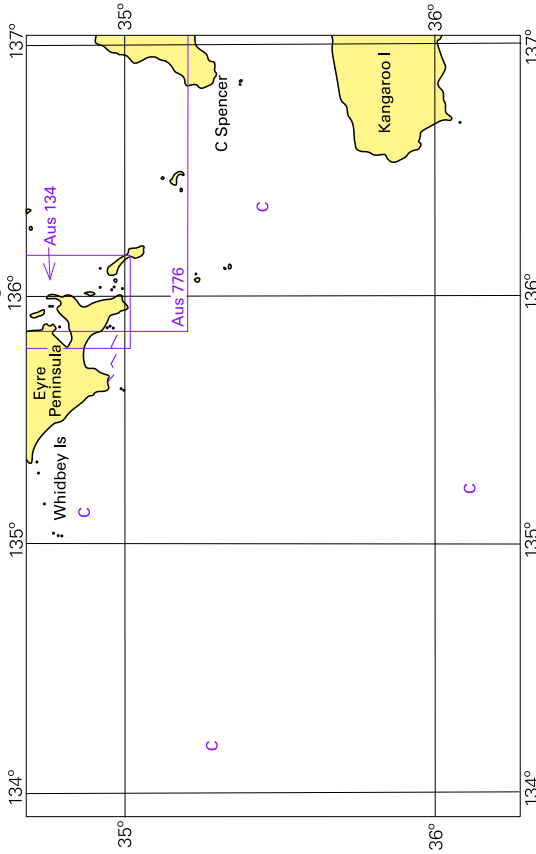 134°
135°
136°
137°
35°
35°
Whidbey Is
Eyre
Peninsula
Aus 134
Aus 776
C Spencer
Kangaroo I
C
C
C
C
36°
36°
134°
135°
136°
137°